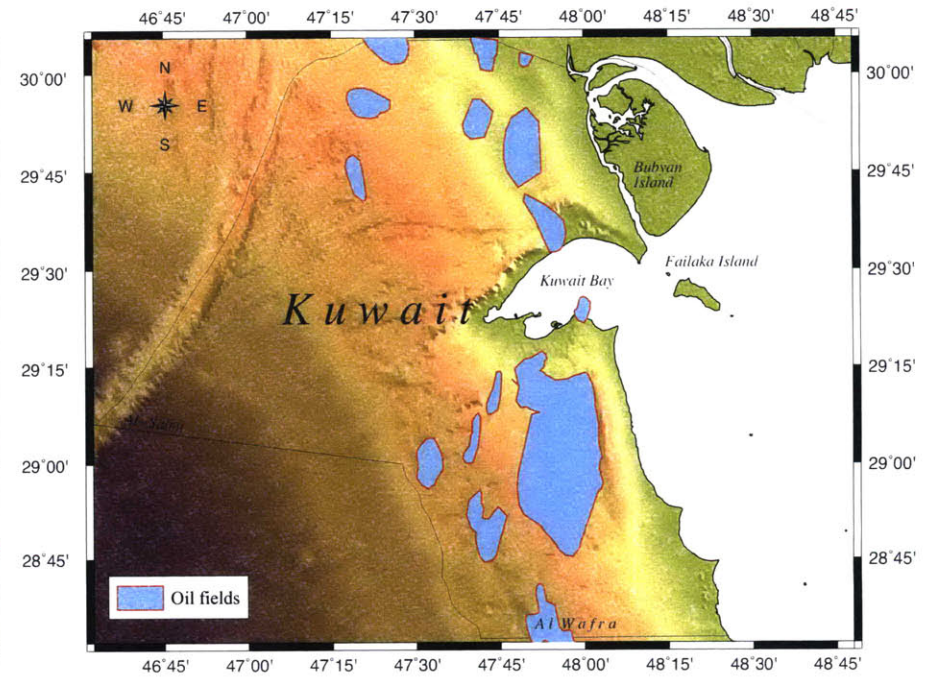 46˚45' 47˚00' 47˚15' 47˚30' 47˚45' 48˚00' 48˚15' 48˚30' 48˚45'
30˚00' 30˚00'
N
W E
S
29˚45' 29˚45'
Bubyan
Island
29˚30' 29˚30'
Failaka Island
Kuwait Bay
Kuwait
29˚15' 29˚15'
29˚00' 29˚00'
28˚45' 28˚45'
Oil fields
Al Wafra
46˚45' 47˚00' 47˚15' 47˚30' 47˚45' 48˚00' 48˚15' 48˚30' 48˚45'